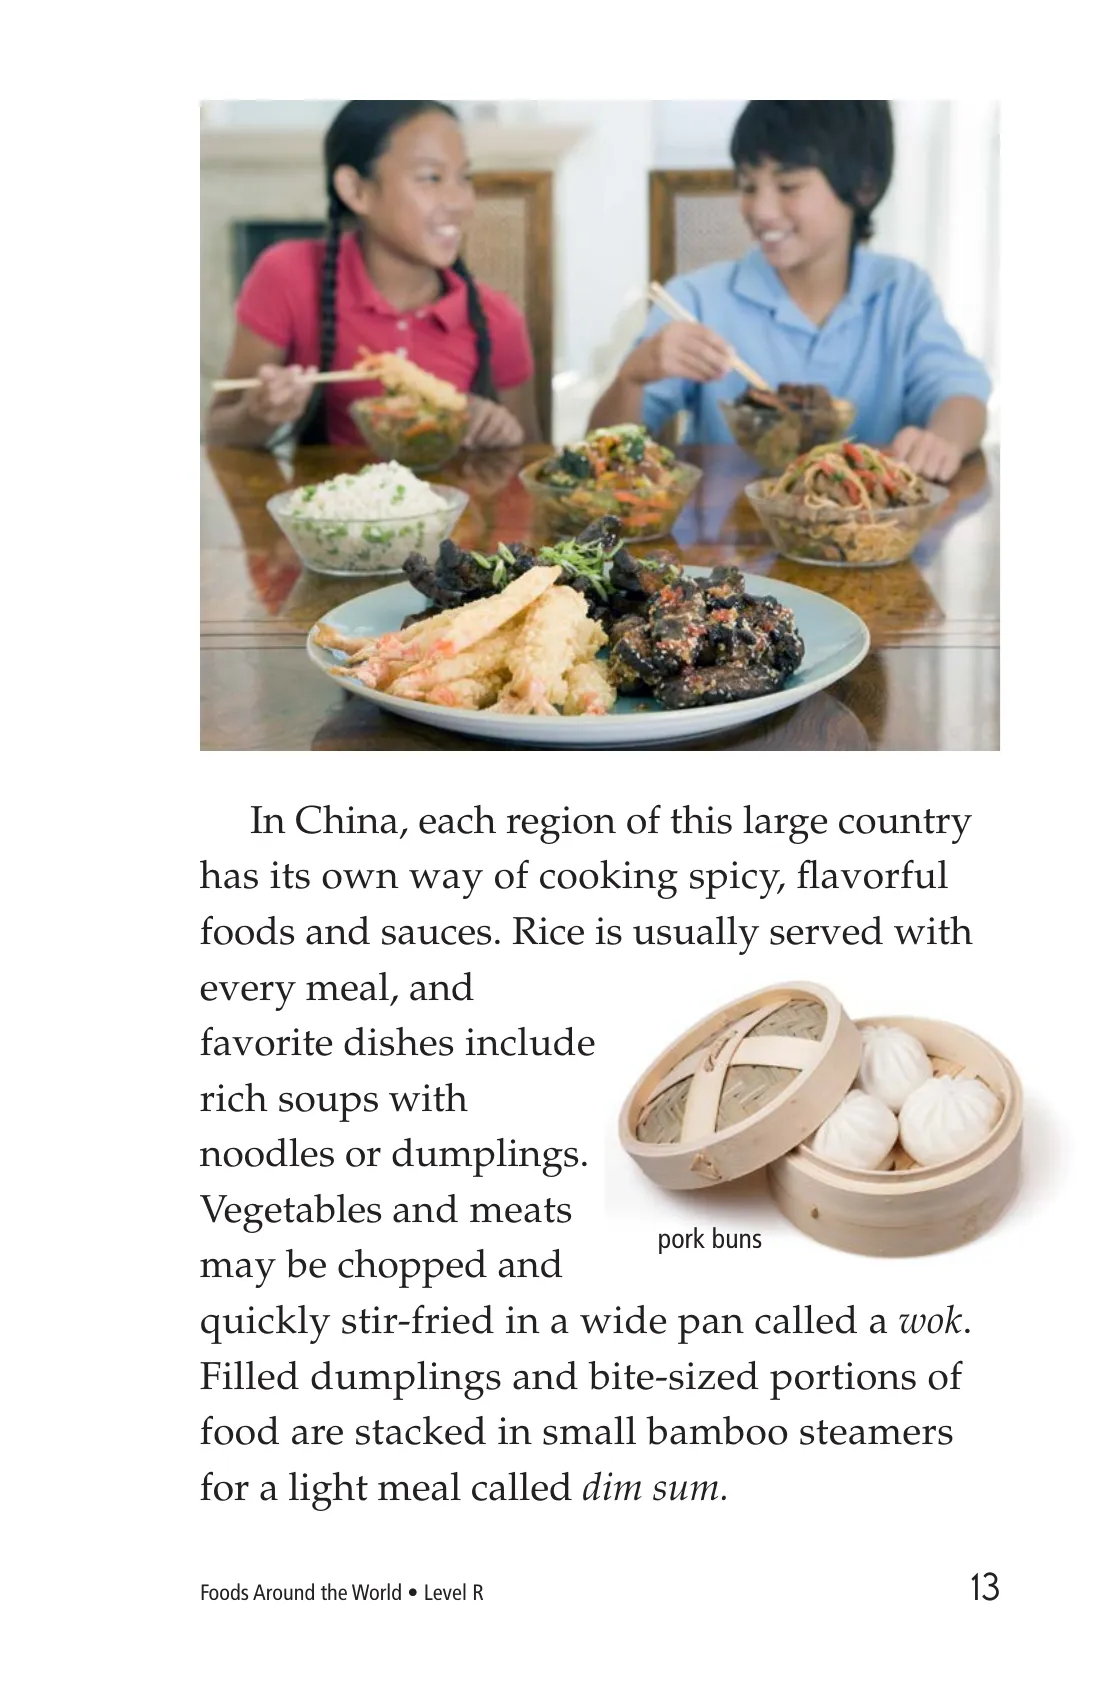 In China, each region of this large country
has its own way of cooking spicy, flavorful
foods and sauces. Rice is usually served with
every meal, and
favorite dishes include
rich soups with
noodles or dumplings.
Vegetables and meats
may be chopped and
quickly stir-fried in a wide pan called a wok.
Filled dumplings and bite-sized portions of
food are stacked in small bamboo steamers
for a light meal called dim sum.
pork buns
Foods Around the World • Level R
13